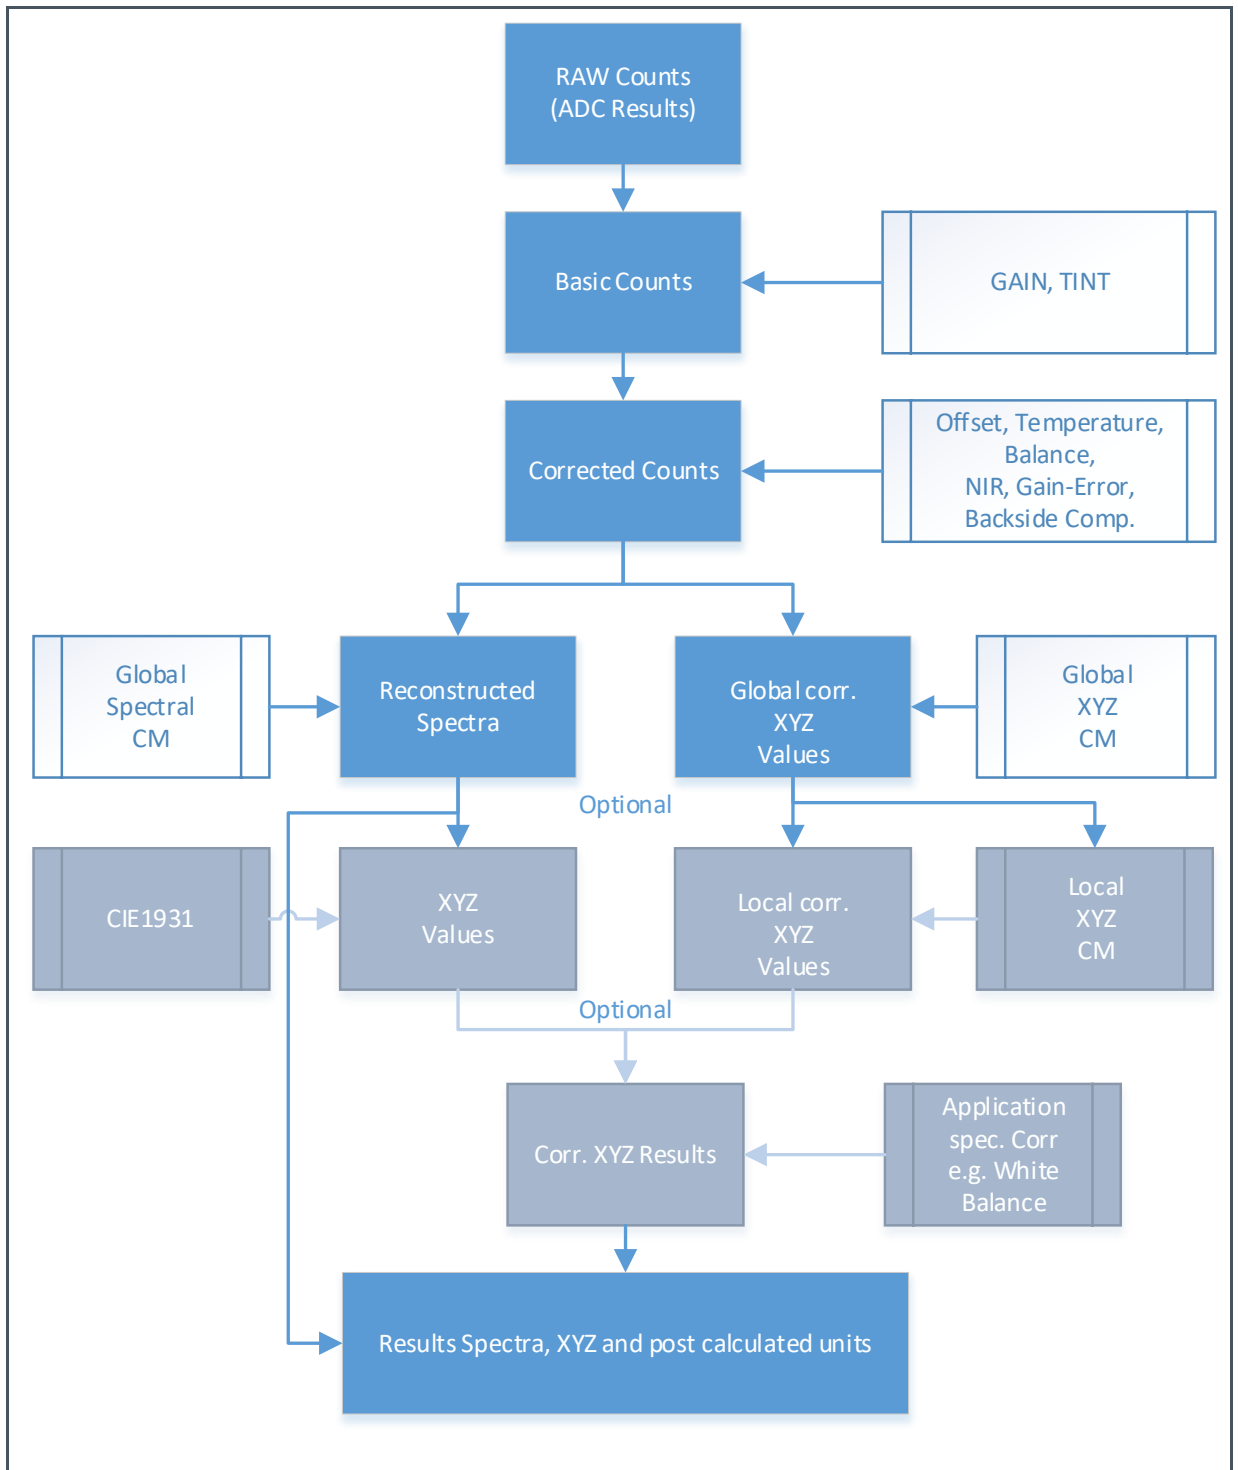 RAW Counts
(ADC Results)
Basic Counts
GAIN, TINT
Corrected Counts
Offset, Temperature,
Balance,
NIR, Gain-Error,
Backside Comp.
Global
Spectral
CM
Reconstructed
Spectra
Global corr.
XYZ
Values
Global
XYZ
CM
Optional
CIE1931
XYZ
Values
Local corr.
XYZ
Values
Local
XYZ
CM
Optional
Corr. XYZ Results
Application
spec. Corr
e.g. White
Balance
Results Spectra, XYZ and post calculated units